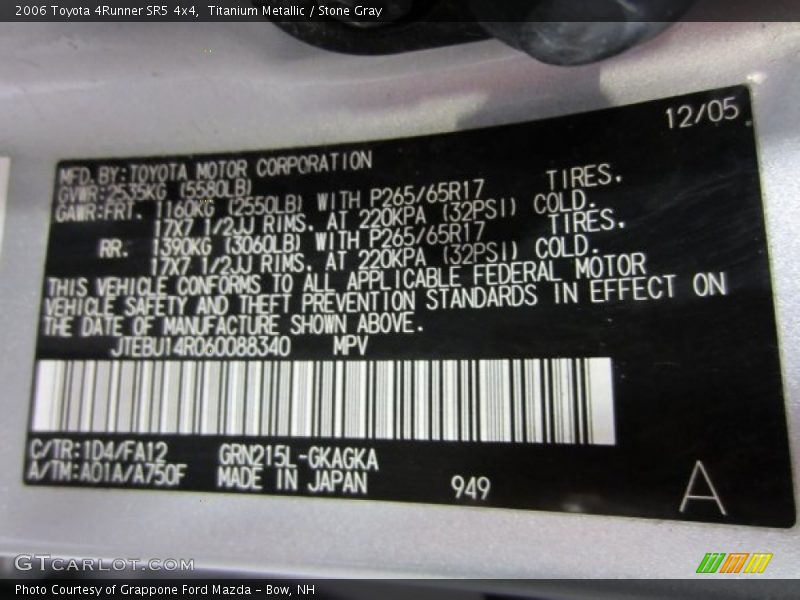 2006 Toyota 4Runner SR5 4x4, Titanium Metallic / Stone Gray
12/05
MFD. BY:TOYOTA MOTOR CORPORATION
GVWR:2535KG (5580LB)
GAWR:FRT. 1160KG (2550LB) WITH P265/65R17 TIRES,
17X7 1/2JJ RIMS, AT 220KPA (32PSI) COLD.
RR. 1390KG (3060LB) WITH P265/65R17 TIRES,
17X7 1/2JJ RIMS, AT 220KPA (32PSI) COLD.
THIS VEHICLE CONFORMS TO ALL APPLICABLE FEDERAL MOTOR
VEHICLE SAFETY AND THEFT PREVENTION STANDARDS IN EFFECT ON
THE DATE OF MANUFACTURE SHOWN ABOVE.
JTEBU14R060088340 MPV
C/TR:1D4/FA12 GRN215L-GKAGKA
A/TM:A01A/A750F MADE IN JAPAN 949
A
GTCARLOT.COM
Photo Courtesy of Grappone Ford Mazda - Bow, NH